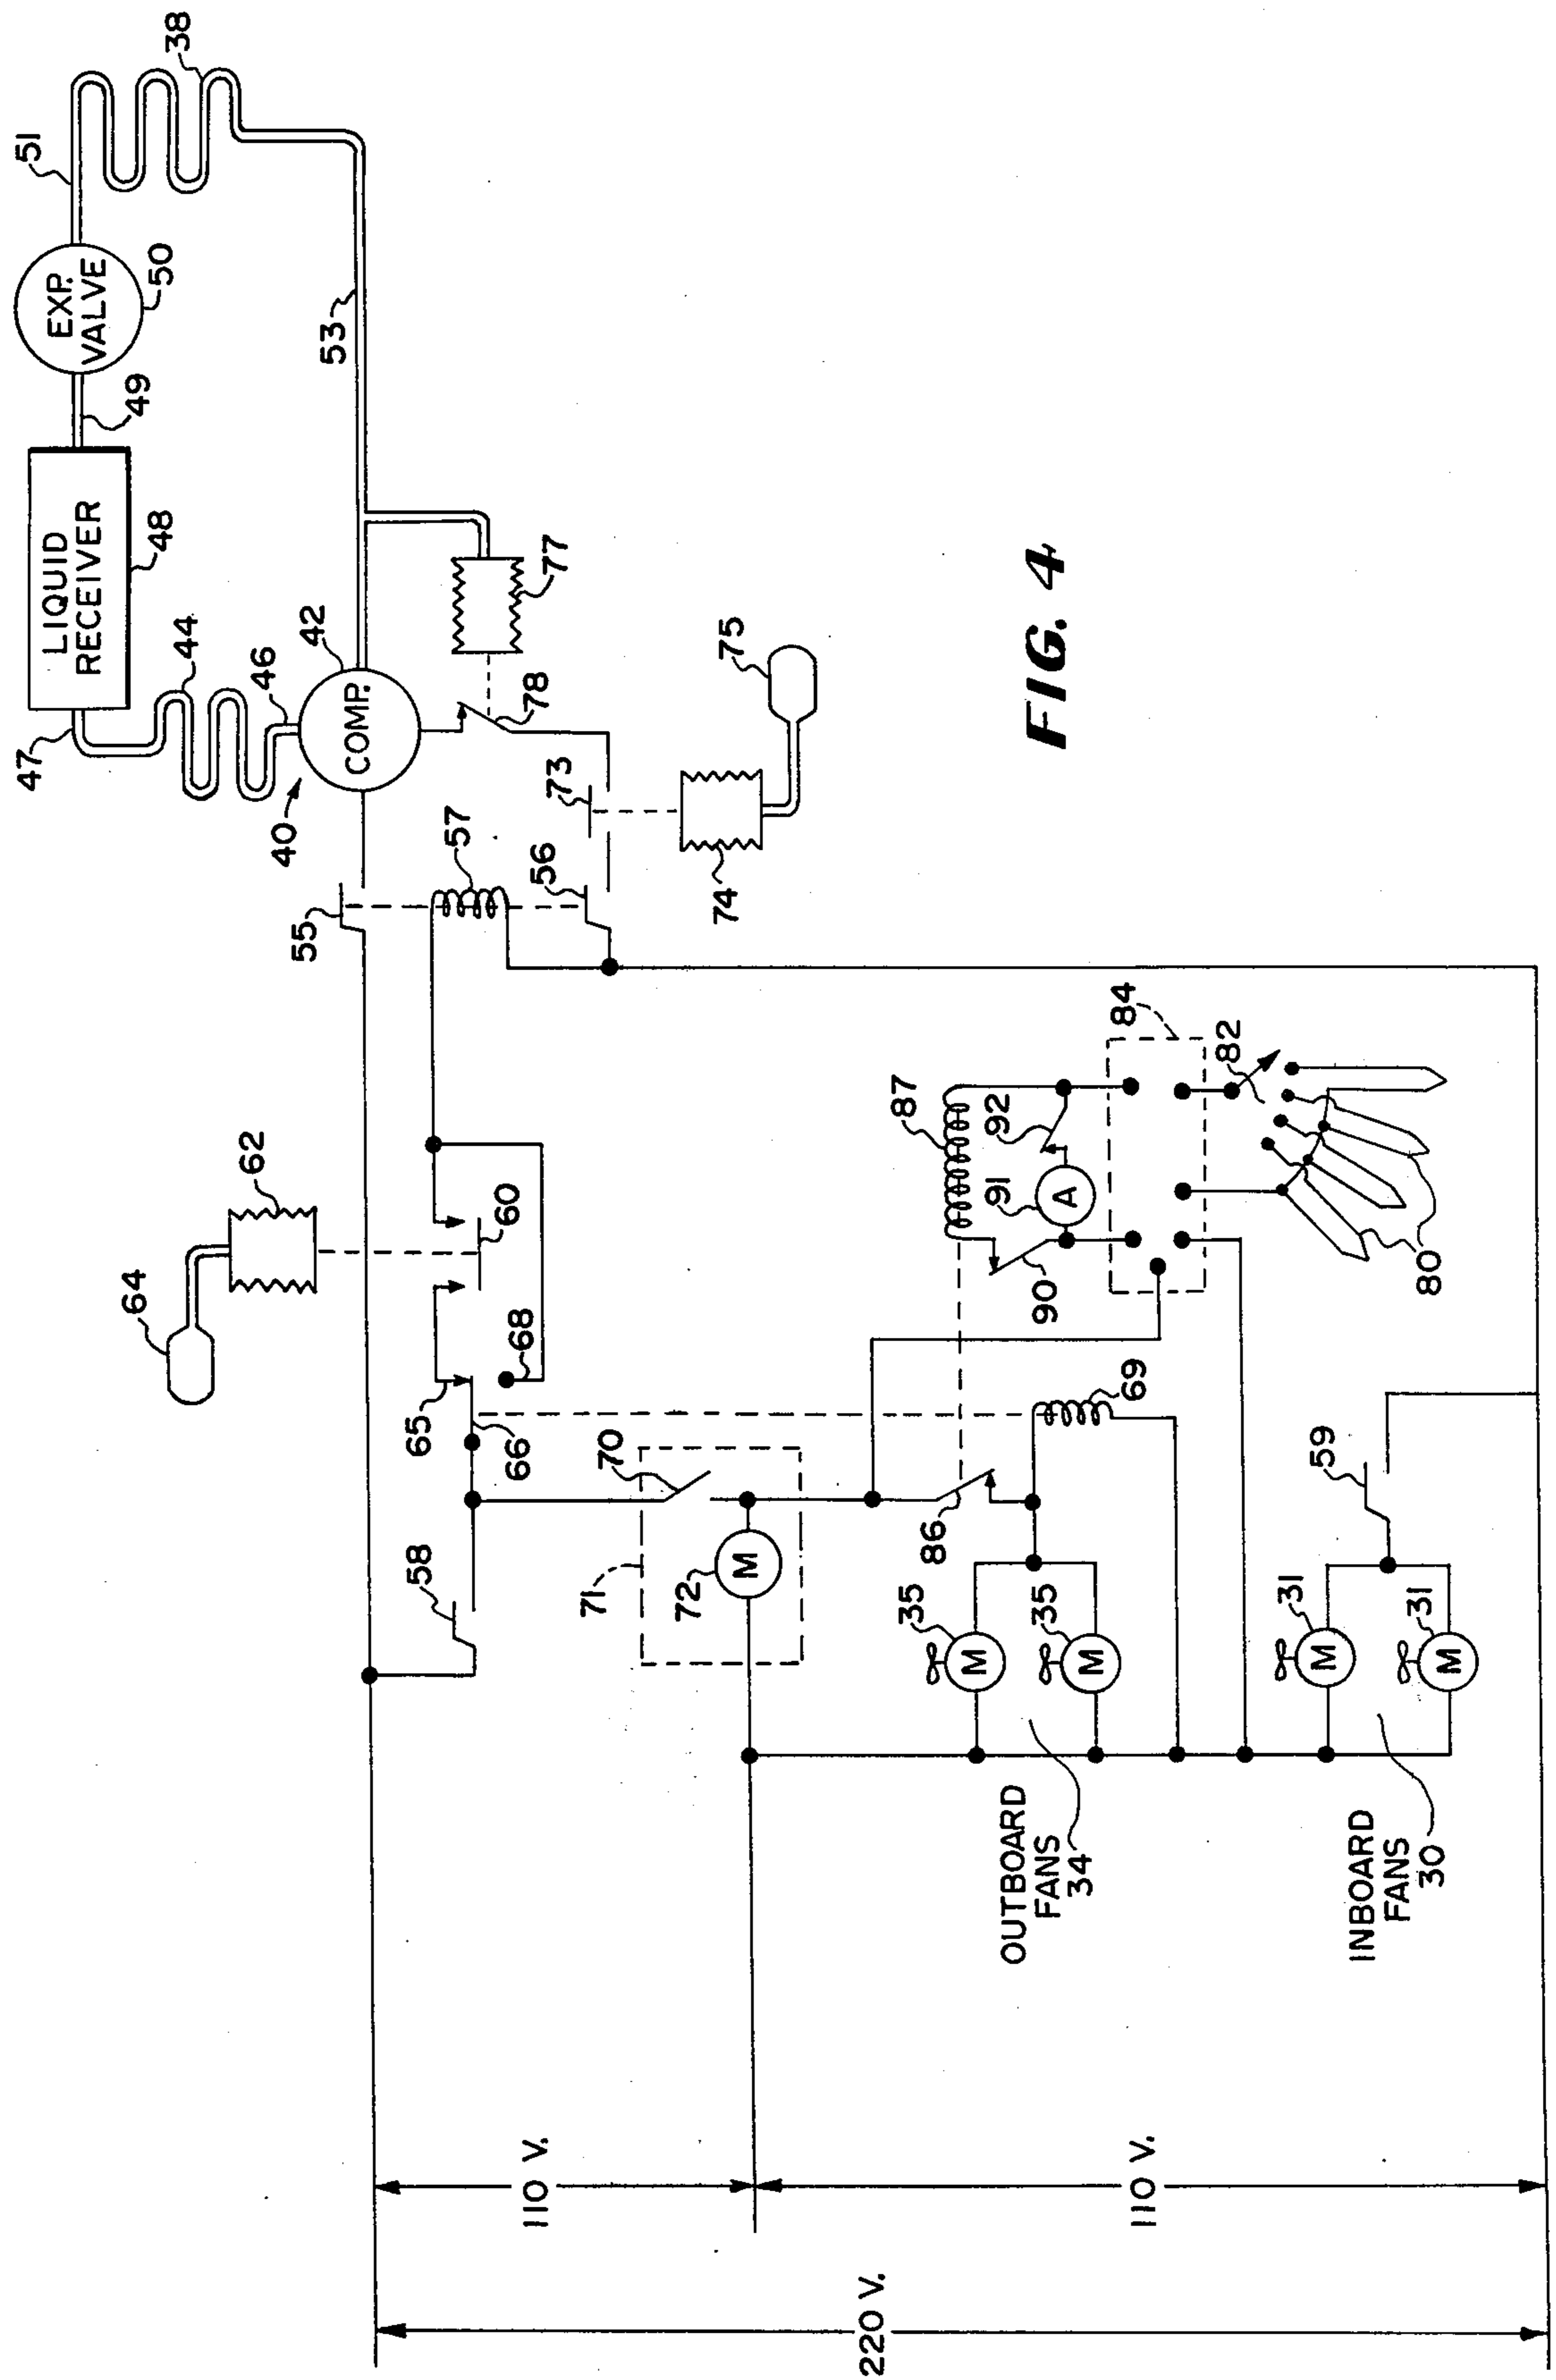 38
51
EXP.
VALVE
50
49
53
LIQUID
RECEIVER
48
47
44
46
42
COMP.
40
77
78
75
73
74
55
57
56
FIG. 4
64
62
60
65
66
68
58
70
71
72
M
84
87
92
91
A
90
82
80
86
69
59
35
M
35
M
31
M
31
M
OUTBOARD
FANS
34
INBOARD
FANS
30
110 V.
110 V.
220 V.